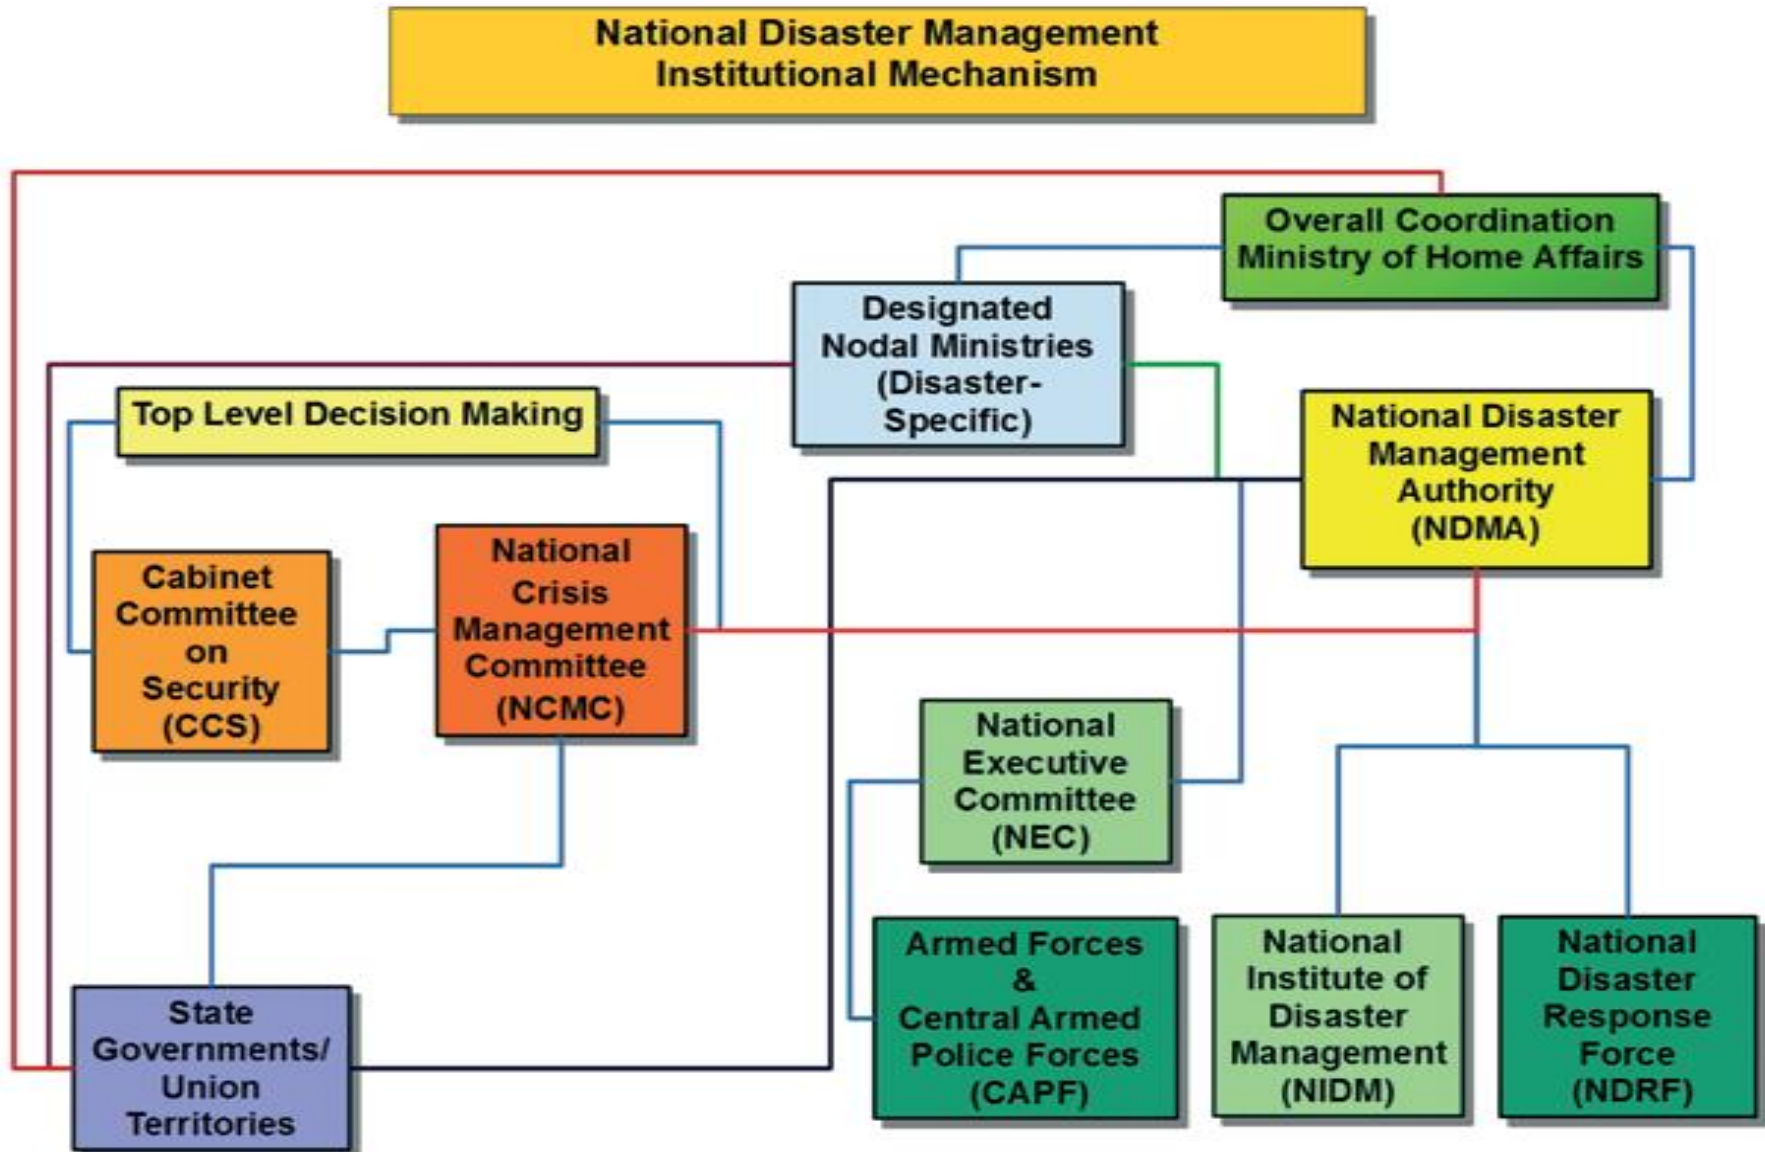 National Disaster Management
Institutional Mechanism
Overall Coordination
Ministry of Home Affairs
Designated
Nodal Ministries
(Disaster-
Specific)
Top Level Decision Making
National Disaster
Management
Authority
(NDMA)
Cabinet
Committee
on
Security
(CCS)
National
Crisis
Management
Committee
(NCMC)
National
Executive
Committee
(NEC)
State
Governments/
Union
Territories
Armed Forces
&
Central Armed
Police Forces
(CAPF)
National
Institute of
Disaster
Management
(NIDM)
National
Disaster
Response
Force
(NDRF)